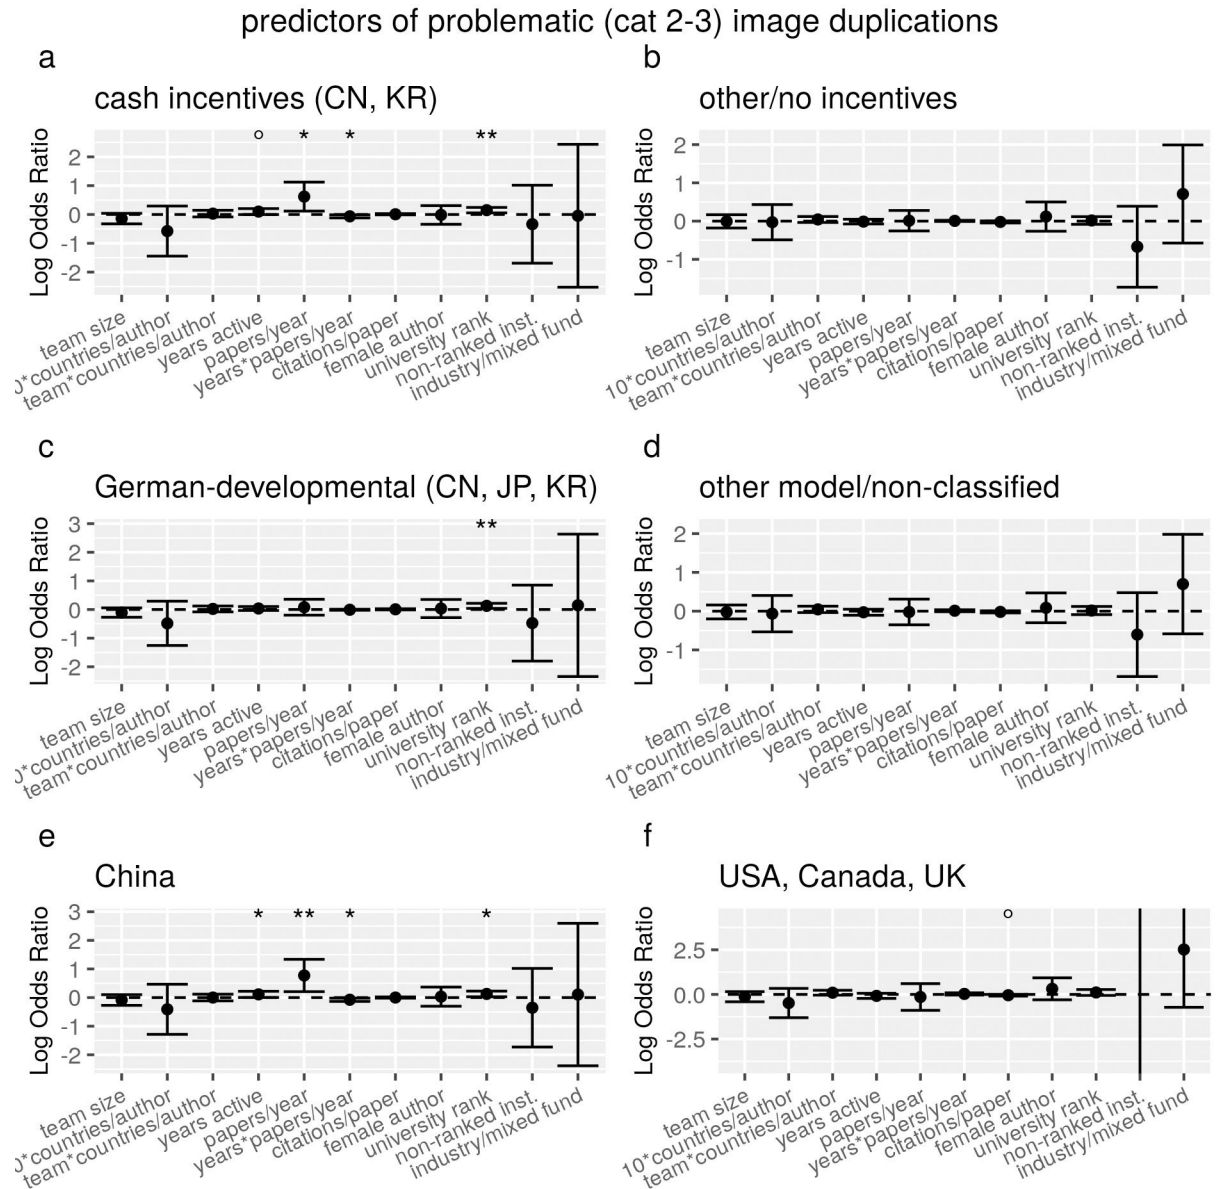 predictors of problematic (cat 2-3) image duplications
a
cash incentives (CN, KR)
° * * **
Log Odds Ratio
2
1
0
-1
-2
team size
0*countries/author
team*countries/author
years active
papers/year
years*papers/year
citations/paper
female author
university rank
non-ranked inst.
industry/mixed fund
b
other/no incentives
Log Odds Ratio
2
1
0
-1
team size
10*countries/author
team*countries/author
years active
papers/year
years*papers/year
citations/paper
female author
university rank
non-ranked inst.
industry/mixed fund
c
German-developmental (CN, JP, KR)
**
Log Odds Ratio
3
2
1
0
-1
-2
team size
0*countries/author
team*countries/author
years active
papers/year
years*papers/year
citations/paper
female author
university rank
non-ranked inst.
industry/mixed fund
d
other model/non-classified
Log Odds Ratio
2
1
0
-1
team size
10*countries/author
team*countries/author
years active
papers/year
years*papers/year
citations/paper
female author
university rank
non-ranked inst.
industry/mixed fund
e
China
* ** * *
Log Odds Ratio
3
2
1
0
-1
-2
team size
0*countries/author
team*countries/author
years active
papers/year
years*papers/year
citations/paper
female author
university rank
non-ranked inst.
industry/mixed fund
f
USA, Canada, UK
°
Log Odds Ratio
2.5
0.0
-2.5
team size
10*countries/author
team*countries/author
years active
papers/year
years*papers/year
citations/paper
female author
university rank
non-ranked inst.
industry/mixed fund